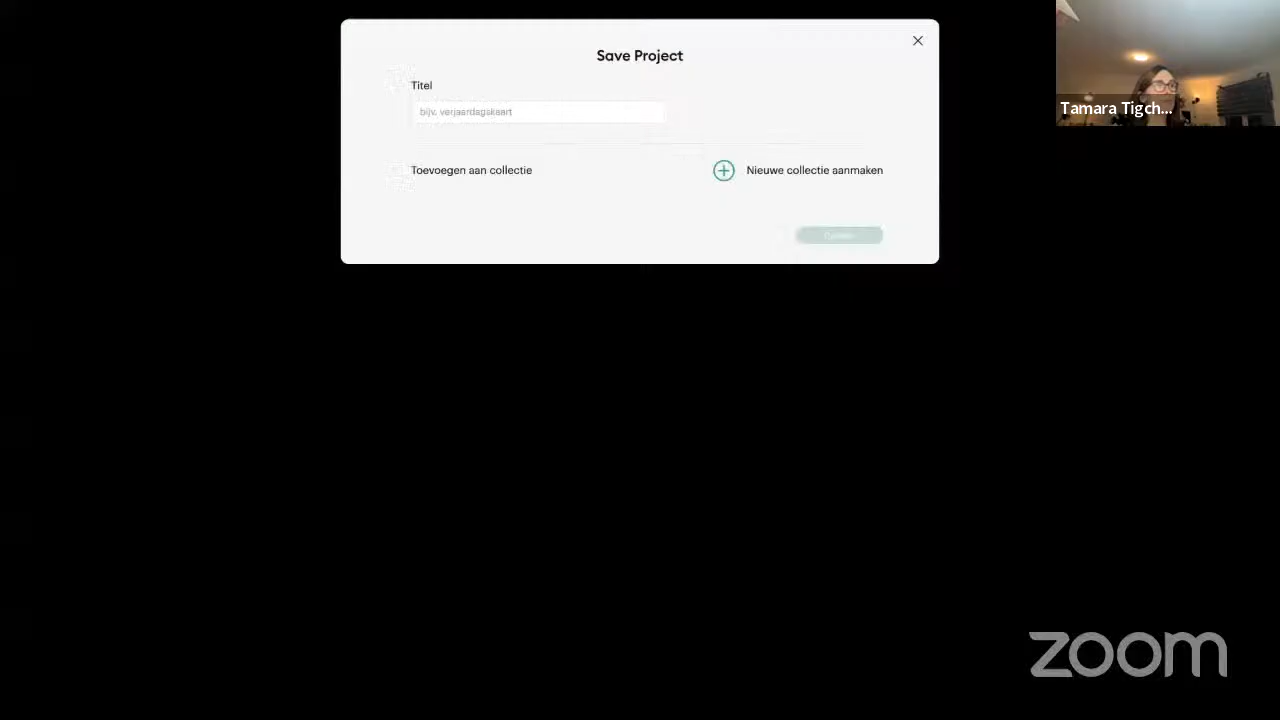 Save Project
Titel
bijv. verjaardagskaart
Toevoegen aan collectie
Nieuwe collectie aanmaken
Tamara Tigch...
zoom